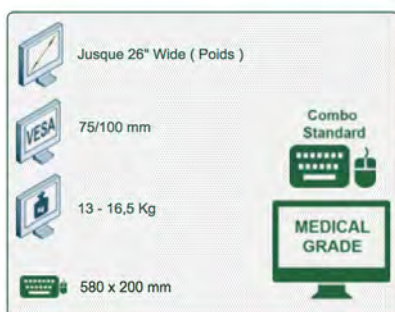 Jusque 26" Wide ( Poids )
VESA
75/100 mm
Kg
13 - 16,5 Kg
580 x 200 mm
Combo
Standard
MEDICAL
GRADE